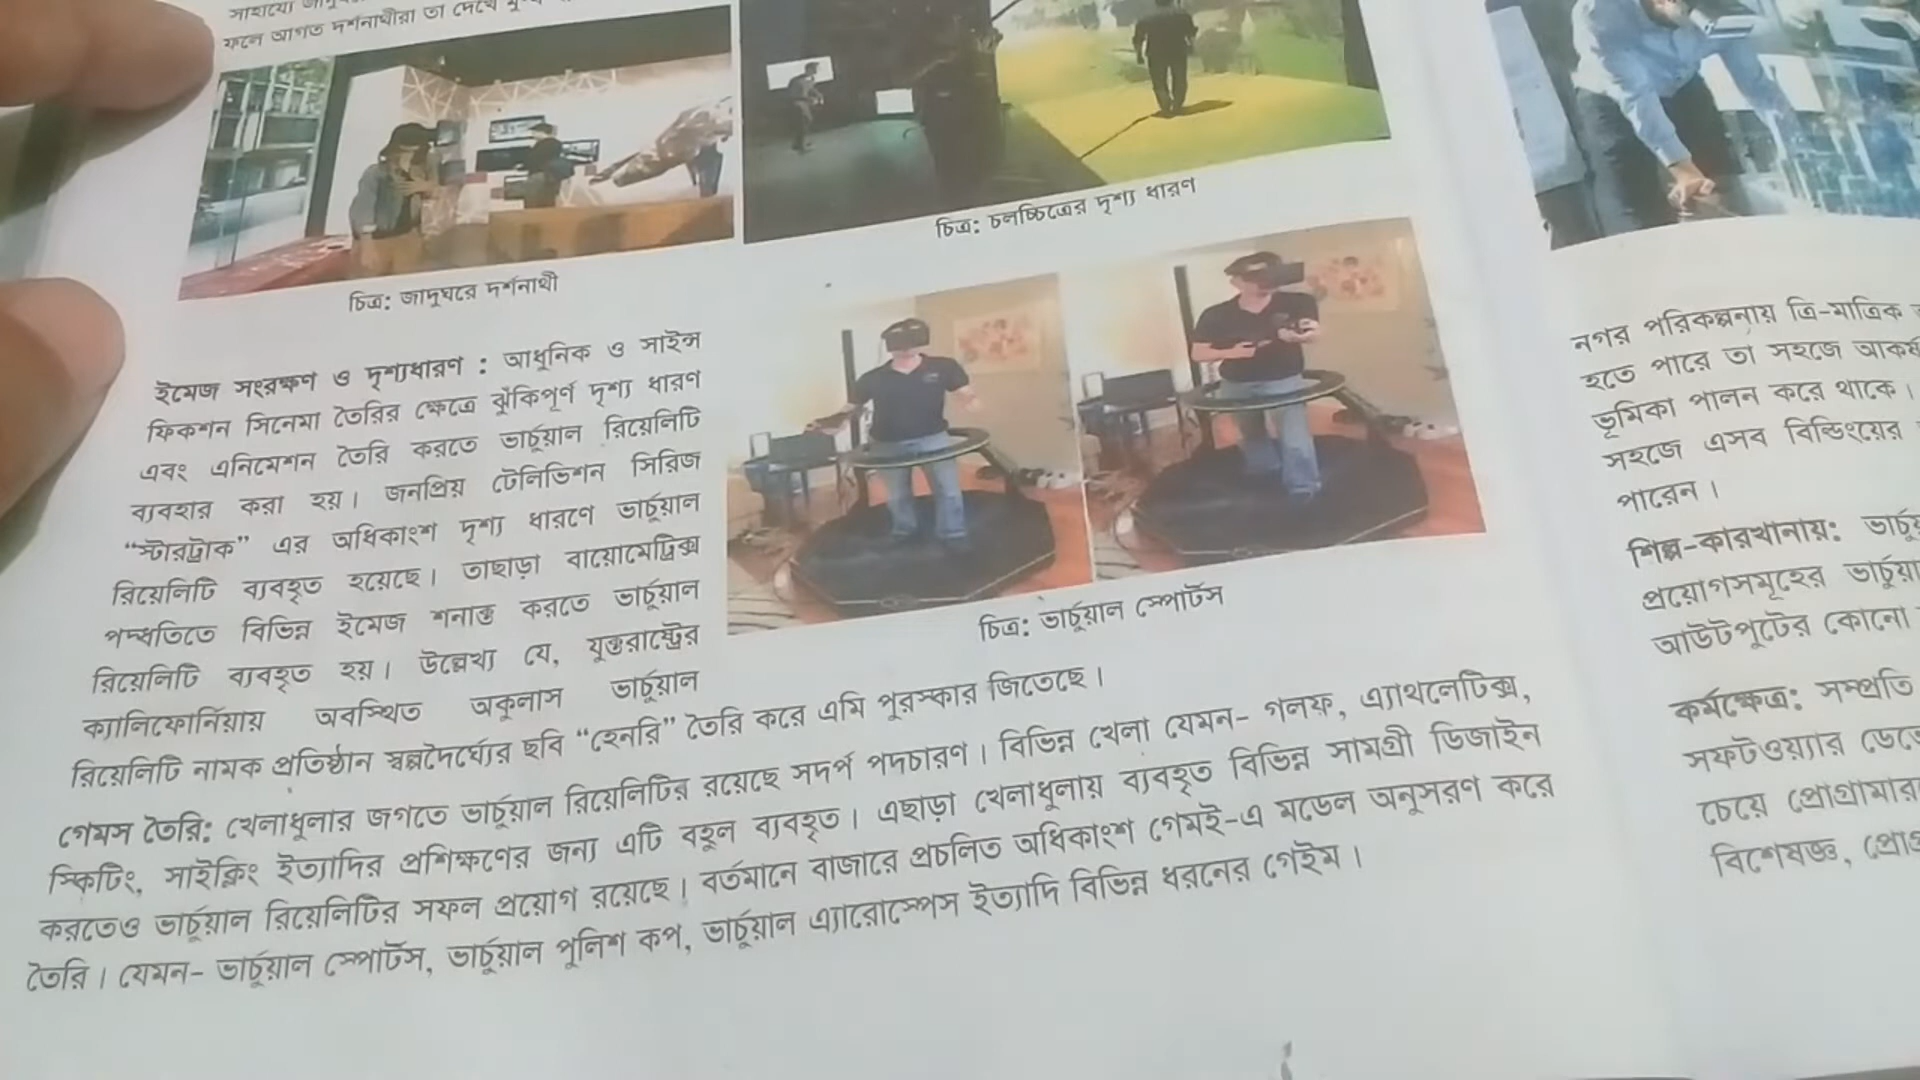 ফলে আগত দর্শনার্থীরা তা দেখে
চিত্র: জাদুঘরে দর্শনার্থী
চিত্র: চলচ্চিত্রের দৃশ্য ধারণ
ইমেজ সংরক্ষণ ও দৃশ্যধারণ : আধুনিক ও সাইন্স
ফিকশন সিনেমা তৈরির ক্ষেত্রে ঝুঁকিপূর্ণ দৃশ্য ধারণ
এবং এনিমেশন তৈরি করতে ভার্চুয়াল রিয়েলিটি
ব্যবহার করা হয়। জনপ্রিয় টেলিভিশন সিরিজ
“স্টারট্রাক” এর অধিকাংশ দৃশ্য ধারণে ভার্চুয়াল
রিয়েলিটি ব্যবহৃত হয়েছে। তাছাড়া বায়োমেট্রিক্স
পদ্ধতিতে বিভিন্ন ইমেজ শনাক্ত করতে ভার্চুয়াল
রিয়েলিটি ব্যবহৃত হয়। উল্লেখ্য যে, যুক্তরাষ্ট্রের
ক্যালিফোর্নিয়ায় অবস্থিত অকুলাস ভার্চুয়াল
রিয়েলিটি নামক প্রতিষ্ঠান স্বল্পদৈর্ঘ্যের ছবি “হেনরি” তৈরি করে এমি পুরস্কার জিতেছে।
চিত্র: ভার্চুয়াল স্পোর্টস
গেমস তৈরি: খেলাধুলার জগতে ভার্চুয়াল রিয়েলিটির রয়েছে সদর্প পদচারণ। বিভিন্ন খেলা যেমন- গলফ, এ্যাথলেটিক্স,
স্কিটিং, সাইক্লিং ইত্যাদির প্রশিক্ষণের জন্য এটি বহুল ব্যবহৃত। এছাড়া খেলাধুলায় ব্যবহৃত বিভিন্ন সামগ্রী ডিজাইন
করতেও ভার্চুয়াল রিয়েলিটির সফল প্রয়োগ রয়েছে। বর্তমানে বাজারে প্রচলিত অধিকাংশ গেমই-এ মডেল অনুসরণ করে
তৈরি। যেমন- ভার্চুয়াল স্পোর্টস, ভার্চুয়াল পুলিশ কপ, ভার্চুয়াল এ্যারোস্পেস ইত্যাদি বিভিন্ন ধরনের গেইম।
নগর পরিকল্পনায় ত্রি-মাত্রিক
হতে পারে তা সহজে
ভূমিকা পালন করে থাকে।
সহজে এসব বিল্ডিংয়ের
পারেন।
শিল্প-কারখানায়:
প্রয়োগসমূহের
আউটপুটের কোনো
কর্মক্ষেত্র: সম্প্রতি
সফটওয়্যার
চেয়ে
বিশেষজ্ঞ,